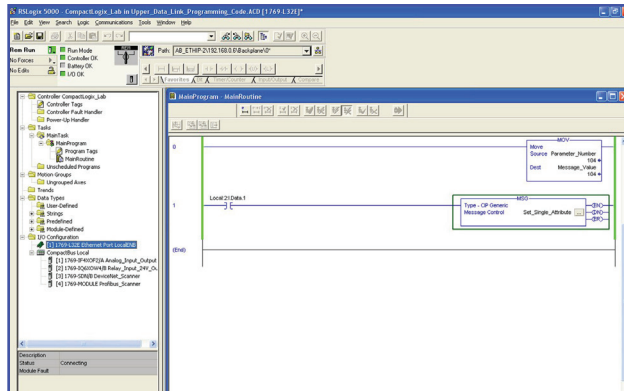 RSLogix 5000 - CompactLogix_Lab in Upper_Data_Link_Programming_Code.ACD [1769-L32E]*
File Edit View Search Logic Communications Tools Window Help
Rem Run
No Forces
No Edits
Run Mode
Controller OK
Battery OK
I/O OK
Path: AB_ETHIP-2\192.168.0.6\Backplane\0*
Favorites
Timer/Counter
Input/Output
Compare
Controller CompactLogix_Lab
Controller Tags
Controller Fault Handler
Power-Up Handler
Tasks
MainTask
MainProgram
Program Tags
MainRoutine
Unscheduled Programs
Motion Groups
Ungrouped Axes
Trends
Data Types
User-Defined
Strings
Predefined
Module-Defined
I/O Configuration
[1] 1769-L32E Ethernet Port LocalENB
CompactBus Local
[1] 1769-IF4XOF2/A Analog_Input_Output
[2] 1769-IQ6XOW4/B Relay_Input_24V_Ou
[3] 1769-SDN/B DeviceNet_Scanner
[4] 1769-MODULE Profibus_Scanner
Description
Status Connecting
Module Fault
MainProgram - MainRoutine
0
MOV
Move
Source Parameter_Number
104
Dest Message_Value
104
1
Local:2:I.Data.1
MSG
Type - CIP Generic
Message Control Set_Single_Attribute ...
EN
DN
ER
(End)